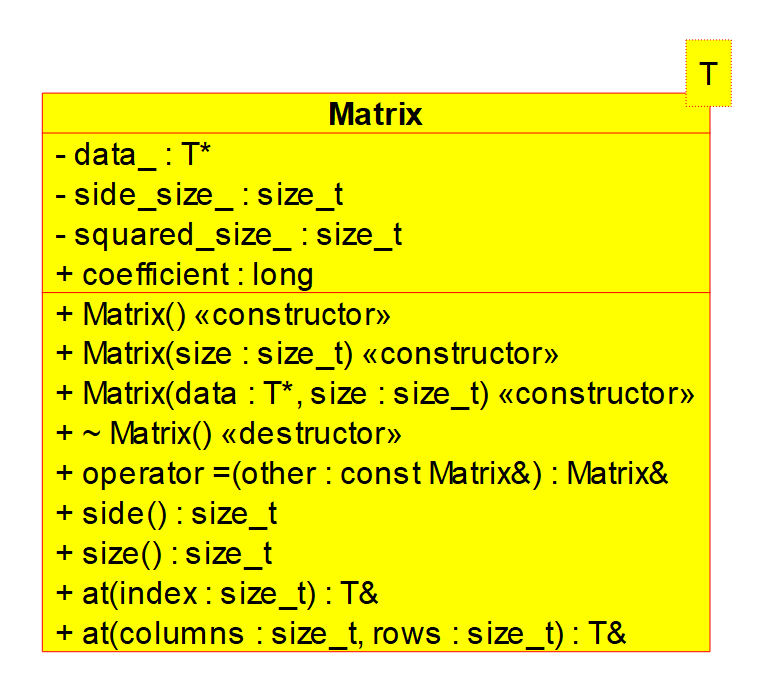 T
Matrix
- data_ : T*
- side_size_ : size_t
- squared_size_ : size_t
+ coefficient : long
+ Matrix() «constructor»
+ Matrix(size : size_t) «constructor»
+ Matrix(data : T*, size : size_t) «constructor»
+ ~ Matrix() «destructor»
+ operator =(other : const Matrix&) : Matrix&
+ side() : size_t
+ size() : size_t
+ at(index : size_t) : T&
+ at(columns : size_t, rows : size_t) : T&